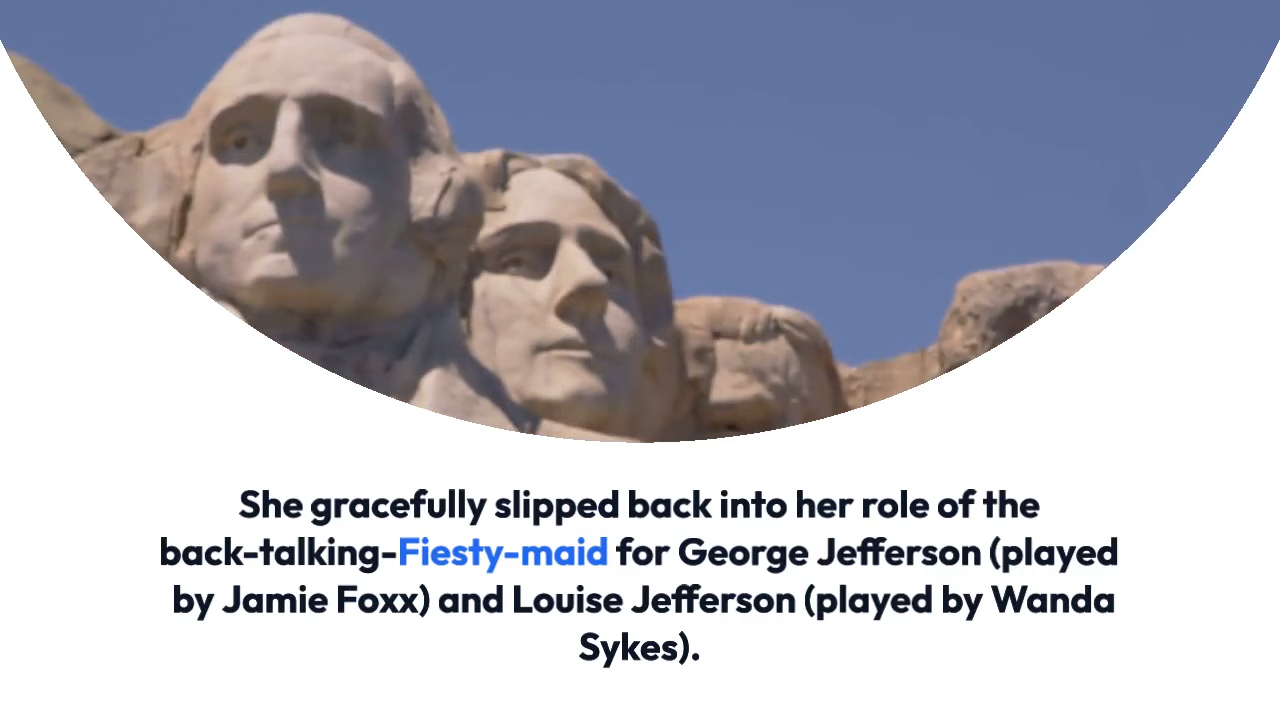 She gracefully slipped back into her role of the
back-talking-Fiesty-maid for George Jefferson (played
by Jamie Foxx) and Louise Jefferson (played by Wanda
Sykes).